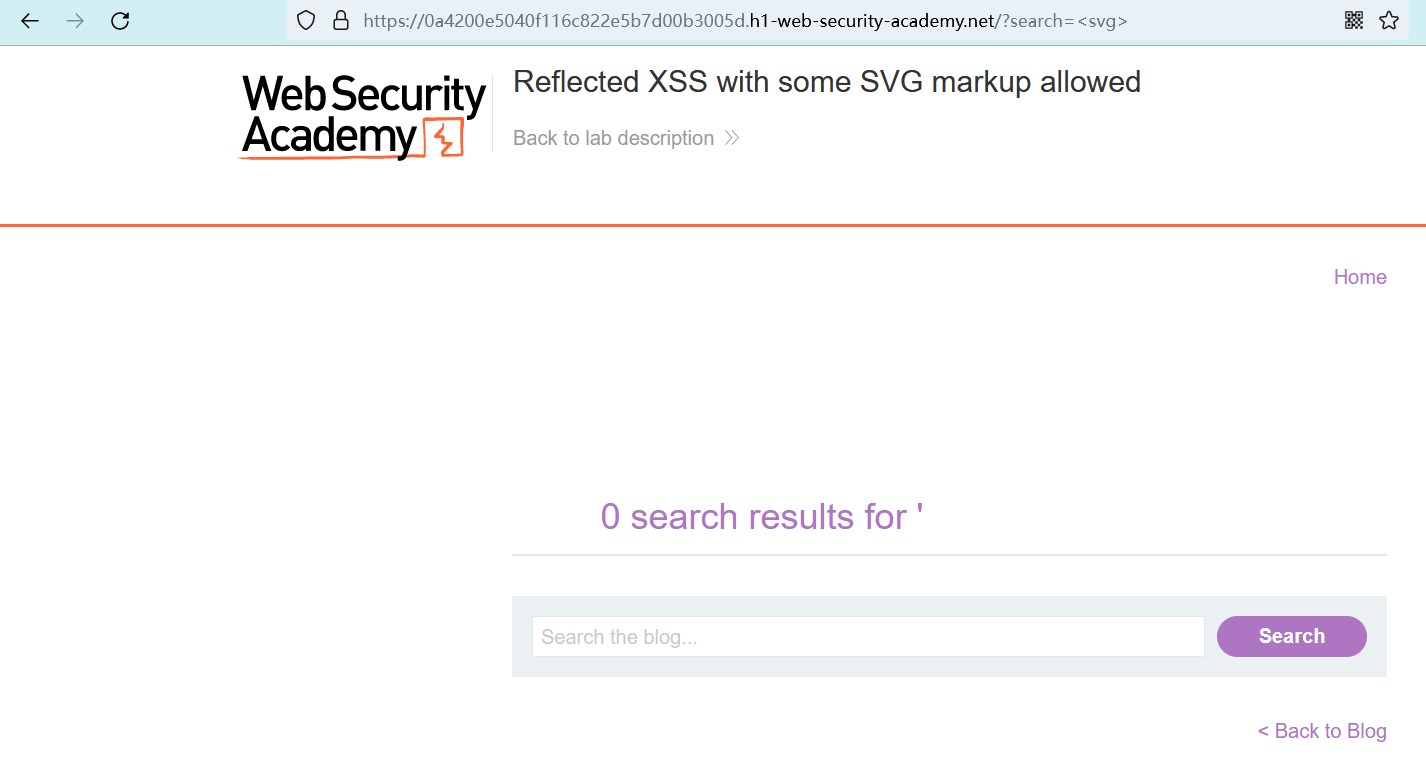 https://0a4200e5040f116c822e5b7d00b3005d.h1-web-security-academy.net/?search=<svg>
Web Security
Academy
Reflected XSS with some SVG markup allowed
Back to lab description
Home
0 search results for '
Search the blog...
Search
< Back to Blog